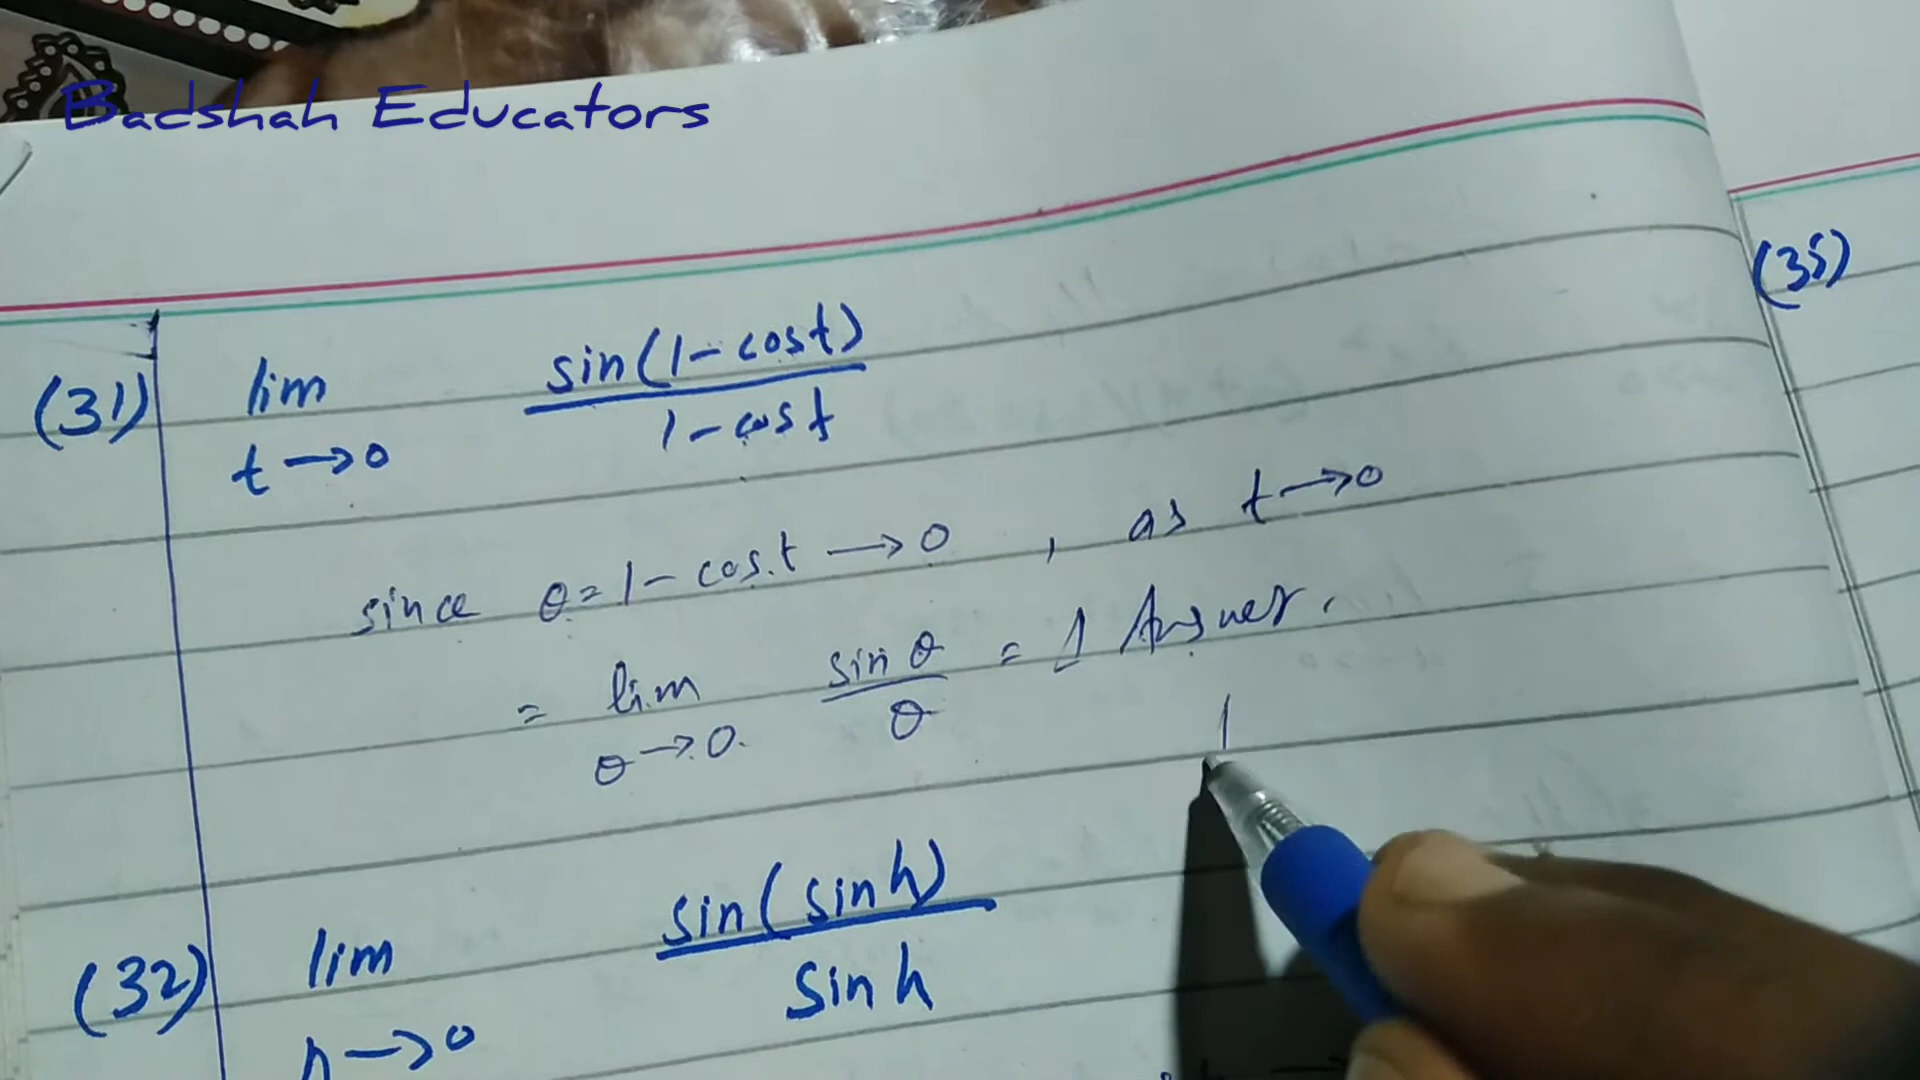 Badshah Educators
(35)
(31) lim t→0 sin(1-cost)/1-cost
since θ=1-cos.t →0 , as t→0
= lim θ→0. sin θ/θ = 1 Answer.
(32) lim h→0 sin(sinh)/sinh